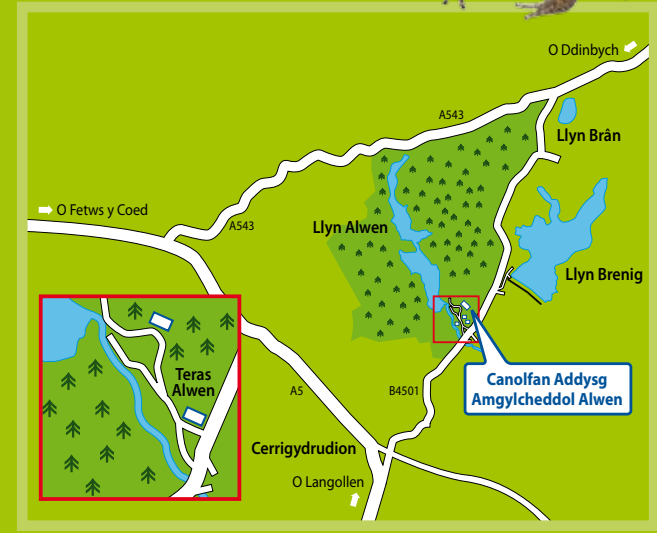 O Ddinbych
A543
Llyn Brân
O Fetws y Coed
A543
Llyn Alwen
Llyn Brenig
Teras
Alwen
Canolfan Addysg
Amgylcheddol Alwen
A5
B4501
Cerrigydrudion
O Langollen